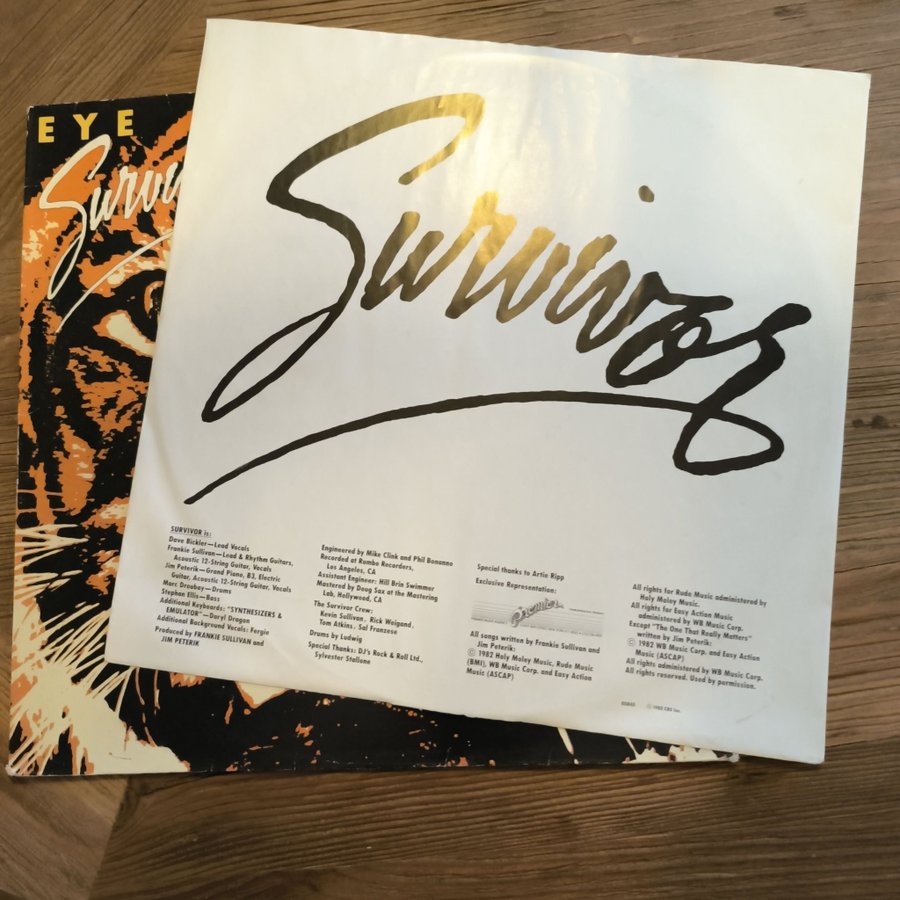 EYE
Survi
Survivor
SURVIVOR is:
Dave Bickler—Lead Vocals
Frankie Sullivan—Lead & Rhythm Guitars,
Acoustic 12-String Guitar, Vocals
Jim Peterik—Grand Piano, B3, Electric
Guitar, Acoustic 12-String Guitar, Vocals
Marc Droubay—Drums
Stephan Ellis—Bass
Additional Keyboards: "SYNTHESIZERS &
EMULATOR"—Daryl Dragon
Additional Background Vocals: Fergie
Produced by FRANKIE SULLIVAN and
JIM PETERIK
Engineered by Mike Clink and Phil Bonanno
Recorded at Rumbo Recorders,
Los Angeles, CA
Assistant Engineer: Hill Brin Swimmer
Mastered by Doug Sax at the Mastering
Lab, Hollywood, CA
The Survivor Crew:
Kevin Sullivan, Rick Weigand,
Tom Atkins, Sal Franzese
Drums by Ludwig
Special Thanks: DJ's Rock & Roll Ltd.,
Sylvester Stallone
Special thanks to Artie Ripp
Exclusive Representation:
Premier
All songs written by Frankie Sullivan and
Jim Peterik:
© 1982 Holy Moley Music, Rude Music
(BMI), WB Music Corp. and Easy Action
Music (ASCAP)
All rights for Rude Music administered by
Holy Moley Music.
All rights for Easy Action Music
administered by WB Music Corp.
Except "The One That Really Matters"
written by Jim Peterik:
© 1982 WB Music Corp. and Easy Action
Music (ASCAP)
All rights administered by WB Music Corp.
All rights reserved. Used by permission.
© 1982 CBS Inc.